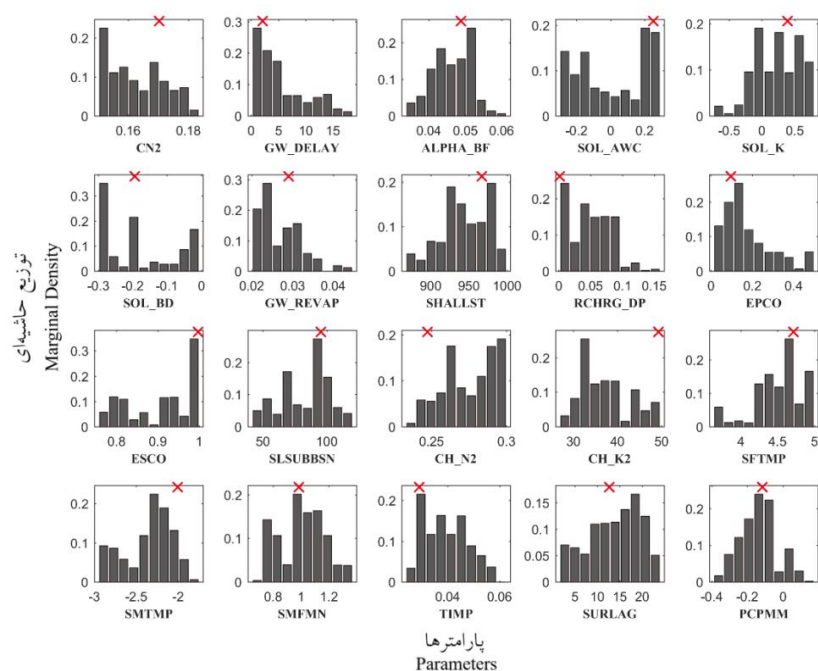 0.3
0.2 0.2 0.2 0.2 0.2
0.1 0.1 0.1 0.1 0.1
0 0 0 0 0
0.16 0.18 0 5 10 15 0.04 0.05 0.06 -0.2 0 0.2 -0.5 0 0.5
CN2 GW_DELAY ALPHA_BF SOL_AWC SOL_K
0.3 0.3 0.3
0.2 0.2 0.2 0.2 0.2
0.1 0.1 0.1 0.1 0.1
0 0 0 0 0
-0.3 -0.2 -0.1 0 0.02 0.03 0.04 900 950 1000 0 0.05 0.1 0.15 0 0.2 0.4
SOL_BD GW_REVAP SHALLST RCHRG_DP EPCO
توزیع حاشیه‌ای
Marginal Density
0.3 0.3
0.2 0.2 0.2 0.2 0.2
0.1 0.1 0.1 0.1 0.1
0 0 0 0 0
0.8 0.9 1 50 100 0.25 0.3 30 40 50 4 4.5 5
ESCO SLSUBBSN CH_N2 CH_K2 SFTMP
0.2 0.2 0.2 0.15 0.2
0.1 0.1 0.1 0.10 0.1
0.05
0 0 0 0 0
-3 -2.5 -2 0.8 1 1.2 0.04 0.06 5 10 15 20 -0.4 -0.2 0
SMTMP SMFMN TIMP SURLAG PCPMM
پارامترها
Parameters